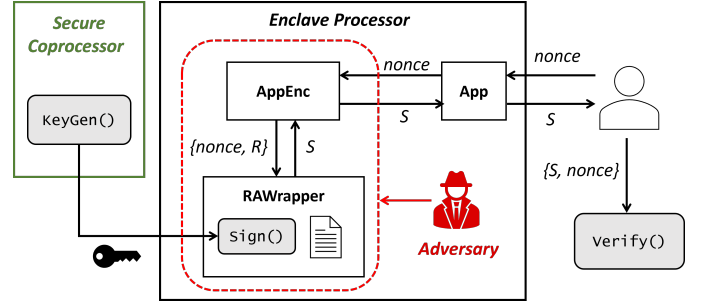 Secure
Coprocessor
KeyGen()
Enclave Processor
AppEnc
nonce
S
App
nonce
S
{nonce, R}
S
RAWrapper
Sign()
Adversary
{S, nonce}
Verify()